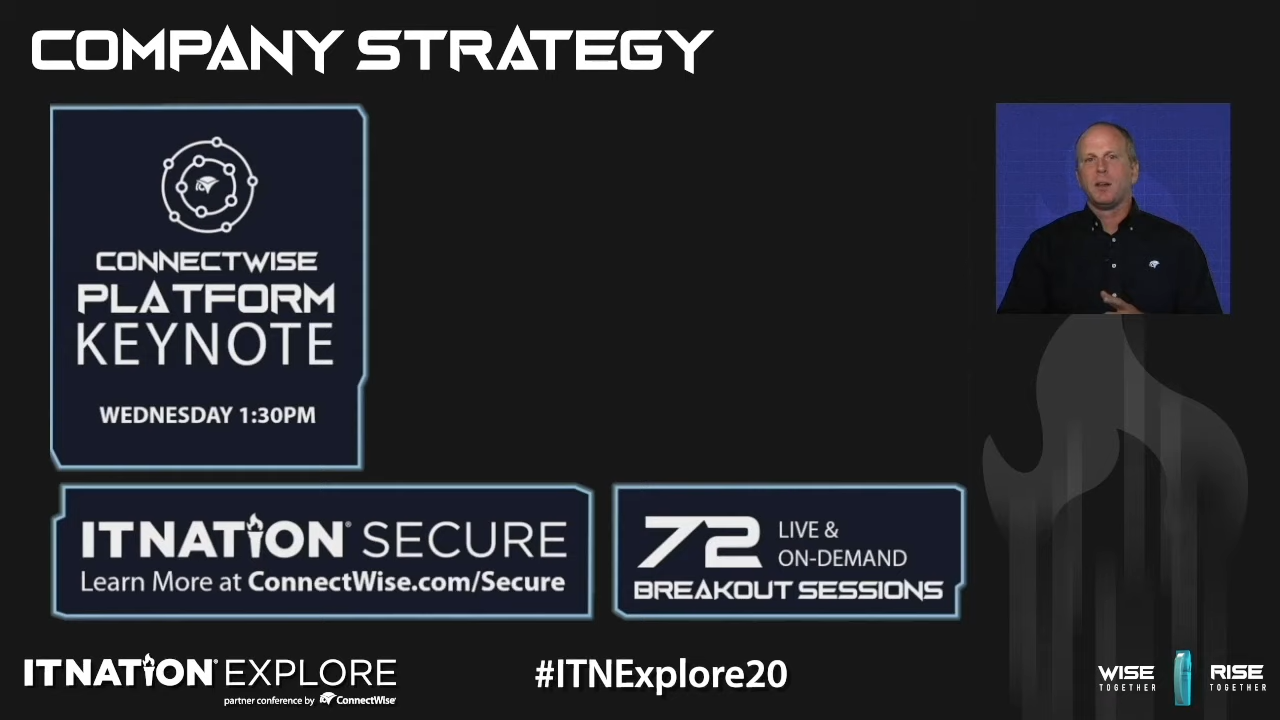 COMPANY STRATEGY
CONNECTWISE
PLATFORM
KEYNOTE
WEDNESDAY 1:30PM
ITNATION® SECURE
Learn More at ConnectWise.com/Secure
72 LIVE &
ON-DEMAND
BREAKOUT SESSIONS
ITNATION® EXPLORE
partner conference by ConnectWise
#ITNExplore20
WISE
TOGETHER
RISE
TOGETHER